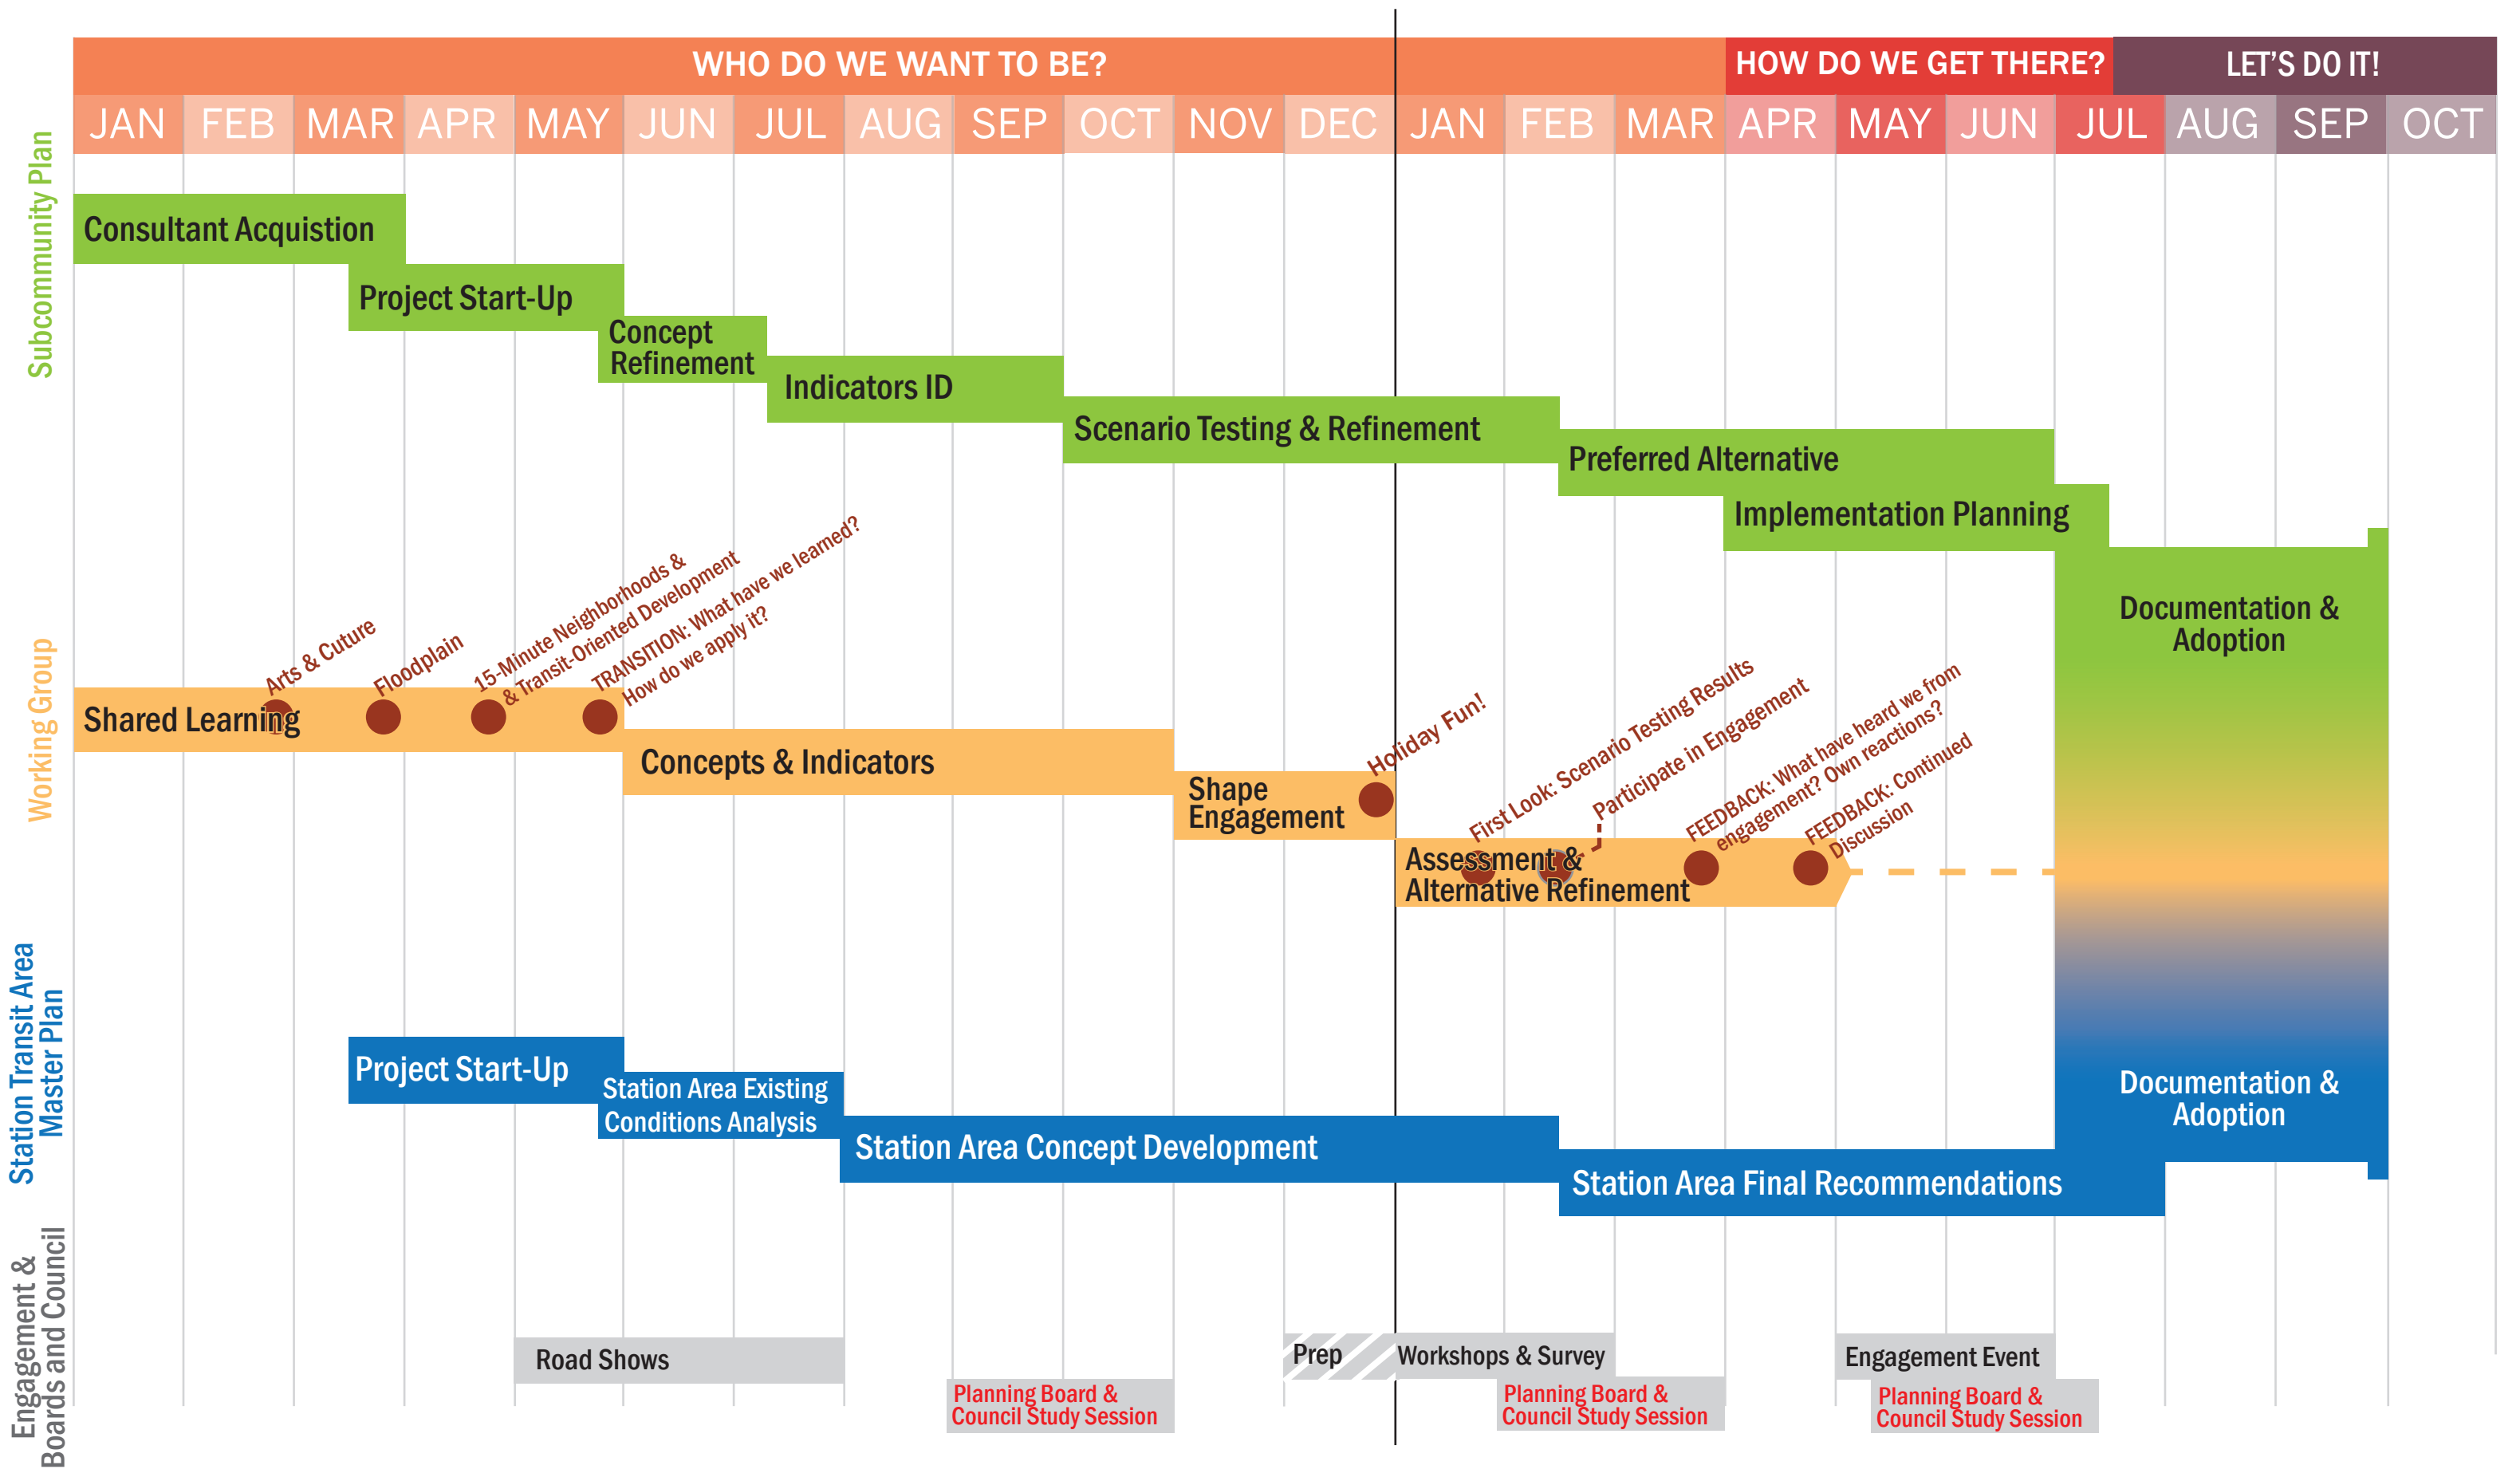 WHO DO WE WANT TO BE?
HOW DO WE GET THERE?
LET'S DO IT!
JAN FEB MAR APR MAY JUN JUL AUG SEP OCT NOV DEC JAN FEB MAR APR MAY JUN JUL AUG SEP OCT
Subcommunity Plan
Consultant Acquistion
Project Start-Up
Concept
Refinement
Indicators ID
Scenario Testing & Refinement
Preferred Alternative
Implementation Planning
Documentation &
Adoption
Working Group
Shared Learning
Arts & Cuture
Floodplain
15-Minute Neighborhoods &
& Transit-Oriented Development
TRANSITION: What have we learned?
How do we apply it?
Concepts & Indicators
Shape
Engagement
Holiday Fun!
Assessment &
Alternative Refinement
First Look: Scenario Testing Results
Participate in Engagement
FEEDBACK: What have heard we from
engagement? Own reactions?
FEEDBACK: Continued
Discussion
Station Transit Area
Master Plan
Project Start-Up
Station Area Existing
Conditions Analysis
Station Area Concept Development
Station Area Final Recommendations
Documentation &
Adoption
Engagement &
Boards and Council
Road Shows
Prep
Workshops & Survey
Engagement Event
Planning Board &
Council Study Session
Planning Board &
Council Study Session
Planning Board &
Council Study Session